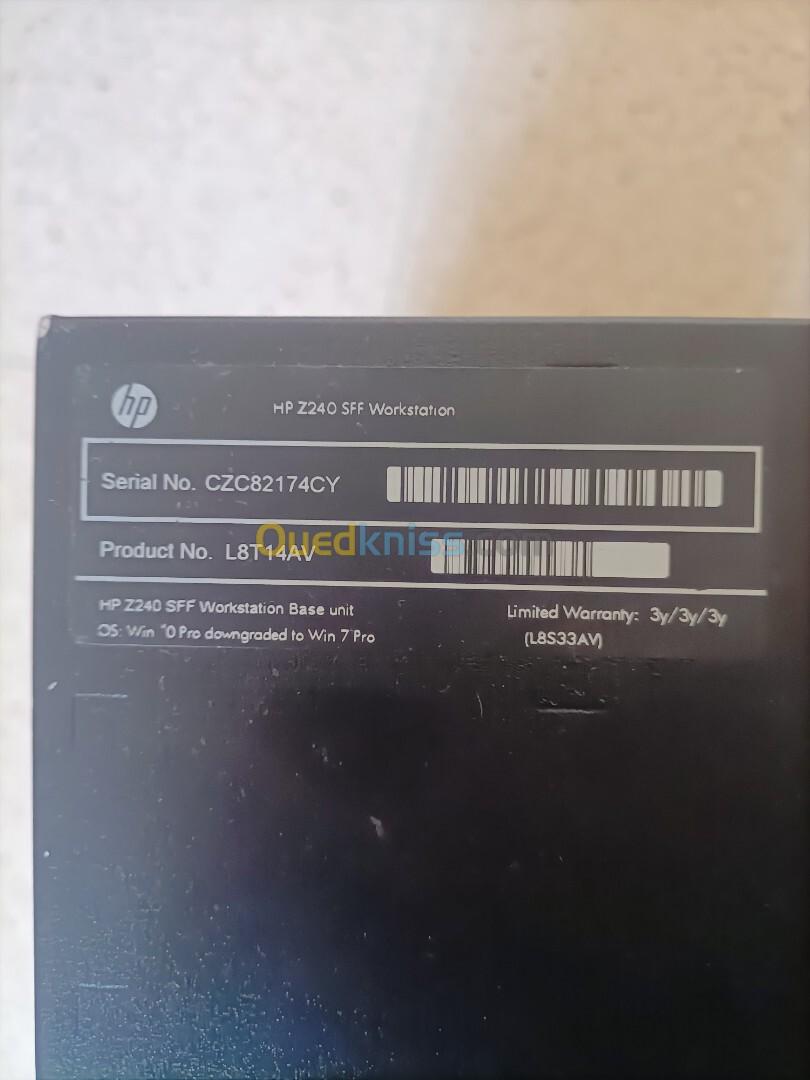 hp
HP Z240 SFF Workstation
Serial No. CZC82174CY
Product No. L8T14AV
Ouedkniss.com
HP Z240 SFF Workstation Base unit
Limited Warranty: 3y/3y/3y
OS: Win 10 Pro downgraded to Win 7 Pro
(L8S33AV)